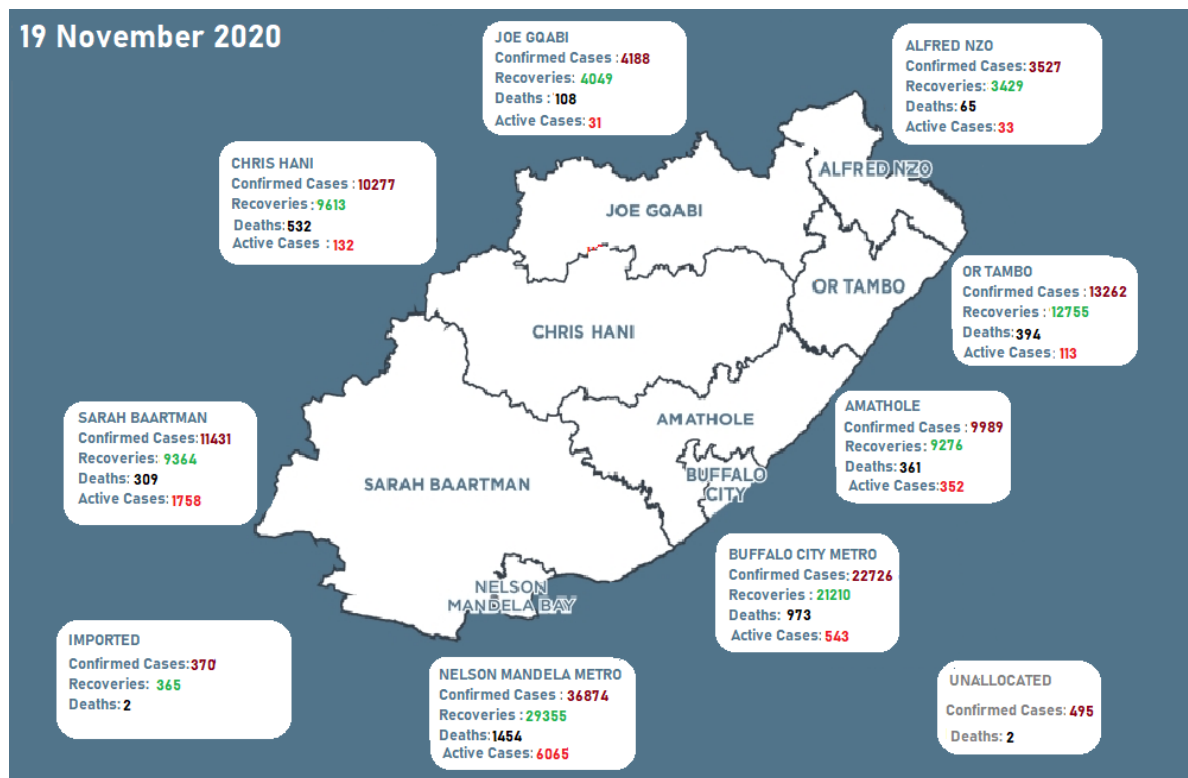 19 November 2020
JOE GQABI
Confirmed Cases : 4188
Recoveries: 4049
Deaths : 108
Active Cases: 31
ALFRED NZO
Confirmed Cases: 3527
Recoveries: 3429
Deaths: 65
Active Cases: 33
CHRIS HANI
Confirmed Cases : 10277
Recoveries : 9613
Deaths: 532
Active Cases : 132
ALFRED NZO
JOE GQABI
OR TAMBO
CHRIS HANI
OR TAMBO
Confirmed Cases : 13262
Recoveries : 12755
Deaths: 394
Active Cases: 113
SARAH BAARTMAN
Confirmed Cases: 11431
Recoveries: 9364
Deaths: 309
Active Cases: 1758
AMATHOLE
SARAH BAARTMAN
BUFFALO
CITY
AMATHOLE
Confirmed Cases : 9989
Recoveries: 9276
Deaths: 361
Active Cases: 352
NELSON
MANDELA BAY
BUFFALO CITY METRO
Confirmed Cases: 22726
Recoveries : 21210
Deaths: 973
Active Cases: 543
IMPORTED
Confirmed Cases: 370
Recoveries: 365
Deaths: 2
NELSON MANDELA METRO
Confirmed Cases : 36874
Recoveries : 29355
Deaths: 1454
Active Cases: 6065
UNALLOCATED
Confirmed Cases: 495
Deaths: 2